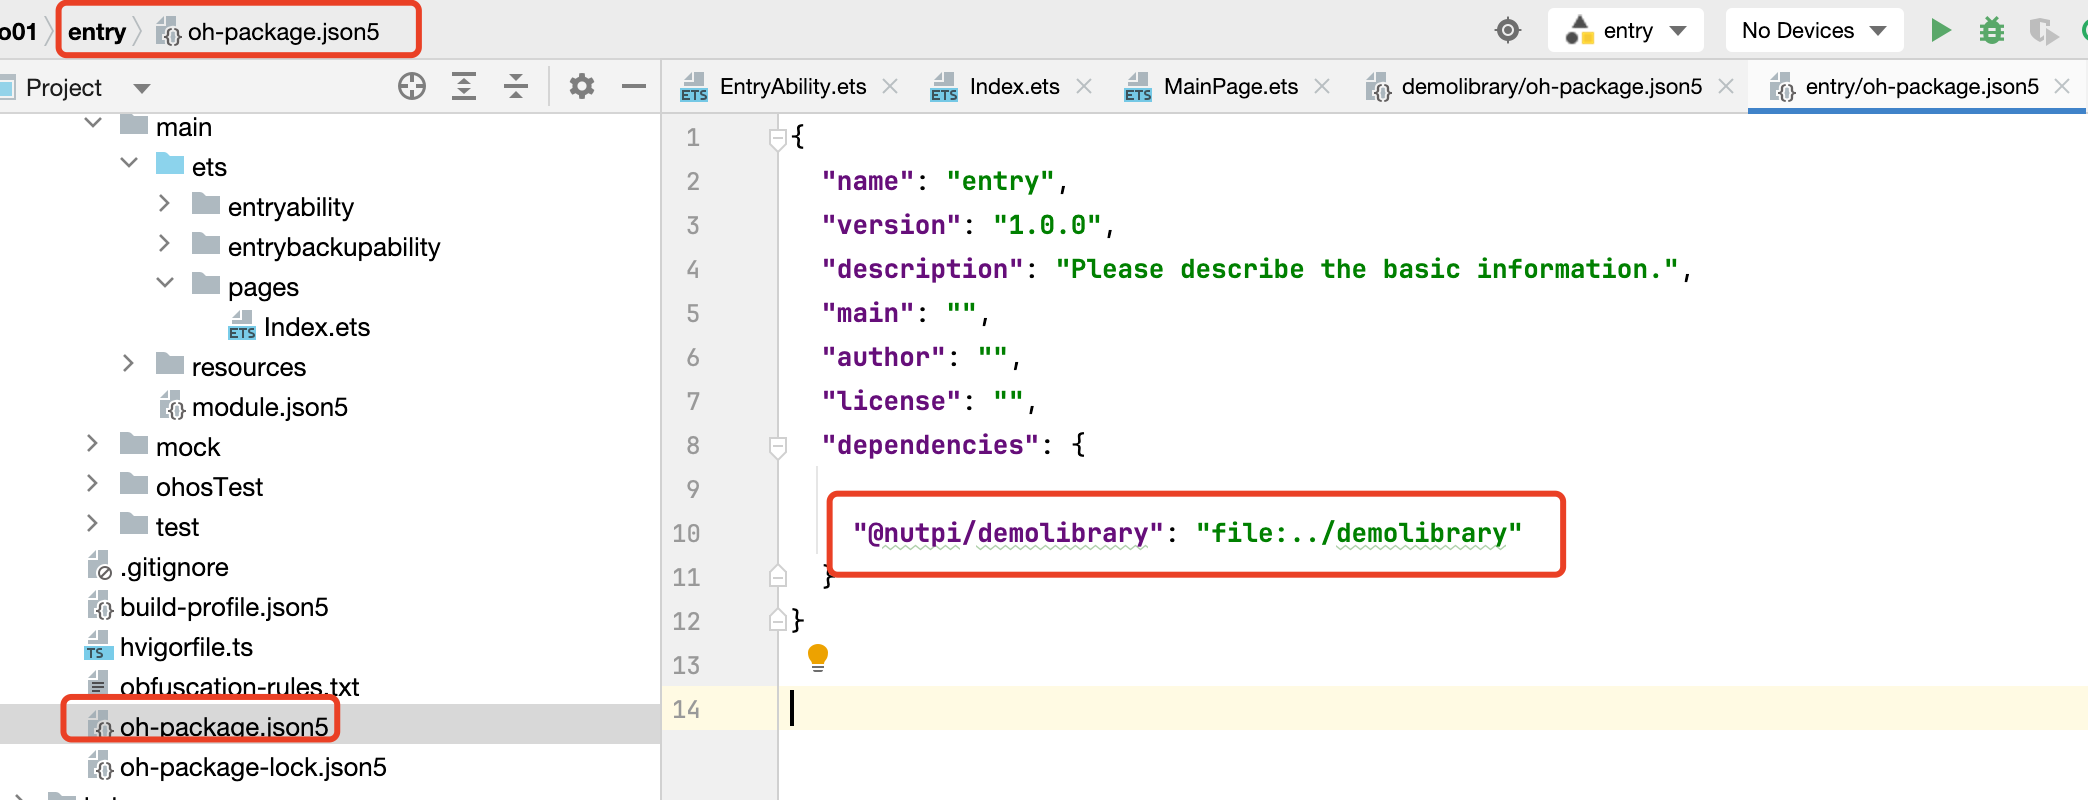 o01 entry oh-package.json5 entry No Devices
Project
EntryAbility.ets Index.ets MainPage.ets demolibrary/oh-package.json5 entry/oh-package.json5
main
ets
entryability
entrybackupability
pages
ETS Index.ets
resources
module.json5
mock
ohosTest
test
.gitignore
build-profile.json5
TS hvigorfile.ts
obfuscation-rules.txt
oh-package.json5
oh-package-lock.json5
1 {
2 "name": "entry",
3 "version": "1.0.0",
4 "description": "Please describe the basic information.",
5 "main": "",
6 "author": "",
7 "license": "",
8 "dependencies": {
9
10 "@nutpi/demolibrary": "file:../demolibrary"
11 }
12 }
13
14